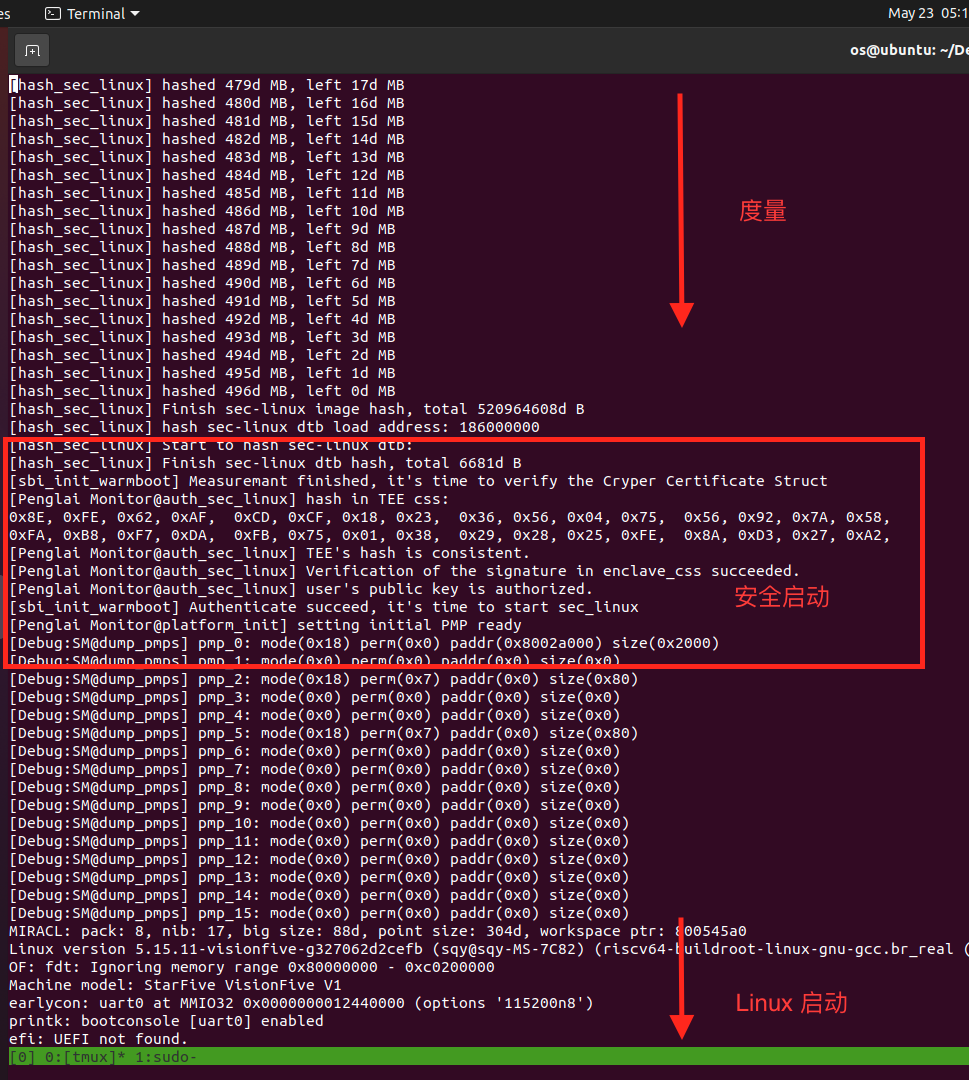 es Terminal May 23 05:1
os@ubuntu: ~/De
[hash_sec_linux] hashed 479d MB, left 17d MB
[hash_sec_linux] hashed 480d MB, left 16d MB
[hash_sec_linux] hashed 481d MB, left 15d MB
[hash_sec_linux] hashed 482d MB, left 14d MB
[hash_sec_linux] hashed 483d MB, left 13d MB
[hash_sec_linux] hashed 484d MB, left 12d MB
[hash_sec_linux] hashed 485d MB, left 11d MB
[hash_sec_linux] hashed 486d MB, left 10d MB
度量
[hash_sec_linux] hashed 487d MB, left 9d MB
[hash_sec_linux] hashed 488d MB, left 8d MB
[hash_sec_linux] hashed 489d MB, left 7d MB
[hash_sec_linux] hashed 490d MB, left 6d MB
[hash_sec_linux] hashed 491d MB, left 5d MB
[hash_sec_linux] hashed 492d MB, left 4d MB
[hash_sec_linux] hashed 493d MB, left 3d MB
[hash_sec_linux] hashed 494d MB, left 2d MB
[hash_sec_linux] hashed 495d MB, left 1d MB
[hash_sec_linux] hashed 496d MB, left 0d MB
[hash_sec_linux] Finish sec-linux image hash, total 520964608d B
[hash_sec_linux] hash sec-linux dtb load address: 186000000
[hash_sec_linux] Start to hash sec-linux dtb:
[hash_sec_linux] Finish sec-linux dtb hash, total 6681d B
[sbi_init_warmboot] Measuremant finished, it's time to verify the Cryper Certificate Struct
[Penglai Monitor@auth_sec_linux] hash in TEE css:
0x8E, 0xFE, 0x62, 0xAF,  0xCD, 0xCF, 0x18, 0x23,  0x36, 0x56, 0x04, 0x75,  0x56, 0x92, 0x7A, 0x58,
0xFA, 0xB8, 0xF7, 0xDA,  0xFB, 0x75, 0x01, 0x38,  0x29, 0x28, 0x25, 0xFE,  0x8A, 0xD3, 0x27, 0xA2,
[Penglai Monitor@auth_sec_linux] TEE's hash is consistent.
[Penglai Monitor@auth_sec_linux] Verification of the signature in enclave_css succeeded.
[Penglai Monitor@auth_sec_linux] user's public key is authorized.
安全启动
[sbi_init_warmboot] Authenticate succeed, it's time to start sec_linux
[Penglai Monitor@platform_init] setting initial PMP ready
[Debug:SM@dump_pmps] pmp_0: mode(0x18) perm(0x0) paddr(0x8002a000) size(0x2000)
[Debug:SM@dump_pmps] pmp_1: mode(0x0) perm(0x0) paddr(0x0) size(0x0)
[Debug:SM@dump_pmps] pmp_2: mode(0x18) perm(0x7) paddr(0x0) size(0x80)
[Debug:SM@dump_pmps] pmp_3: mode(0x0) perm(0x0) paddr(0x0) size(0x0)
[Debug:SM@dump_pmps] pmp_4: mode(0x0) perm(0x0) paddr(0x0) size(0x0)
[Debug:SM@dump_pmps] pmp_5: mode(0x18) perm(0x7) paddr(0x0) size(0x80)
[Debug:SM@dump_pmps] pmp_6: mode(0x0) perm(0x0) paddr(0x0) size(0x0)
[Debug:SM@dump_pmps] pmp_7: mode(0x0) perm(0x0) paddr(0x0) size(0x0)
[Debug:SM@dump_pmps] pmp_8: mode(0x0) perm(0x0) paddr(0x0) size(0x0)
[Debug:SM@dump_pmps] pmp_9: mode(0x0) perm(0x0) paddr(0x0) size(0x0)
[Debug:SM@dump_pmps] pmp_10: mode(0x0) perm(0x0) paddr(0x0) size(0x0)
[Debug:SM@dump_pmps] pmp_11: mode(0x0) perm(0x0) paddr(0x0) size(0x0)
[Debug:SM@dump_pmps] pmp_12: mode(0x0) perm(0x0) paddr(0x0) size(0x0)
[Debug:SM@dump_pmps] pmp_13: mode(0x0) perm(0x0) paddr(0x0) size(0x0)
[Debug:SM@dump_pmps] pmp_14: mode(0x0) perm(0x0) paddr(0x0) size(0x0)
[Debug:SM@dump_pmps] pmp_15: mode(0x0) perm(0x0) paddr(0x0) size(0x0)
MIRACL: pack: 8, nib: 17, big size: 88d, point size: 304d, workspace ptr: 800545a0
Linux version 5.15.11-visionfive-g327062d2cefb (sqy@sqy-MS-7C82) (riscv64-buildroot-linux-gnu-gcc.br_real (
OF: fdt: Ignoring memory range 0x80000000 - 0xc0200000
Machine model: StarFive VisionFive V1
earlycon: uart0 at MMIO32 0x0000000012440000 (options '115200n8')
Linux 启动
printk: bootconsole [uart0] enabled
efi: UEFI not found.
[0] 0:[tmux]* 1:sudo-